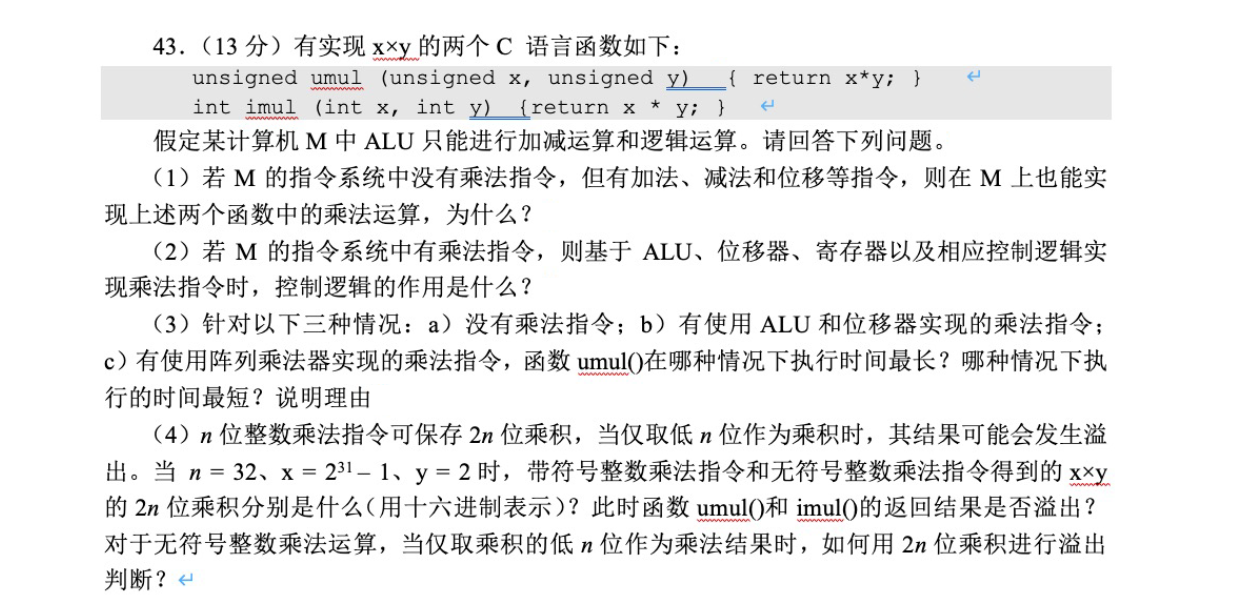 43.（13 分）有实现 x×y 的两个 C 语言函数如下：
unsigned umul (unsigned x, unsigned y)  { return x*y; } ↵
int imul (int x, int y) {return x * y; } ↵
假定某计算机 M 中 ALU 只能进行加减运算和逻辑运算。请回答下列问题。
（1）若 M 的指令系统中没有乘法指令，但有加法、减法和位移等指令，则在 M 上也能实
现上述两个函数中的乘法运算，为什么？
（2）若 M 的指令系统中有乘法指令，则基于 ALU、位移器、寄存器以及相应控制逻辑实
现乘法指令时，控制逻辑的作用是什么？
（3）针对以下三种情况：a）没有乘法指令；b）有使用 ALU 和位移器实现的乘法指令；
c）有使用阵列乘法器实现的乘法指令，函数 umul()在哪种情况下执行时间最长？哪种情况下执
行的时间最短？说明理由
（4）n 位整数乘法指令可保存 2n 位乘积，当仅取低 n 位作为乘积时，其结果可能会发生溢
出。当 n = 32、x = 2³¹ – 1、y = 2 时，带符号整数乘法指令和无符号整数乘法指令得到的 x×y
的 2n 位乘积分别是什么（用十六进制表示）？此时函数 umul()和 imul()的返回结果是否溢出？
对于无符号整数乘法运算，当仅取乘积的低 n 位作为乘法结果时，如何用 2n 位乘积进行溢出
判断？↵